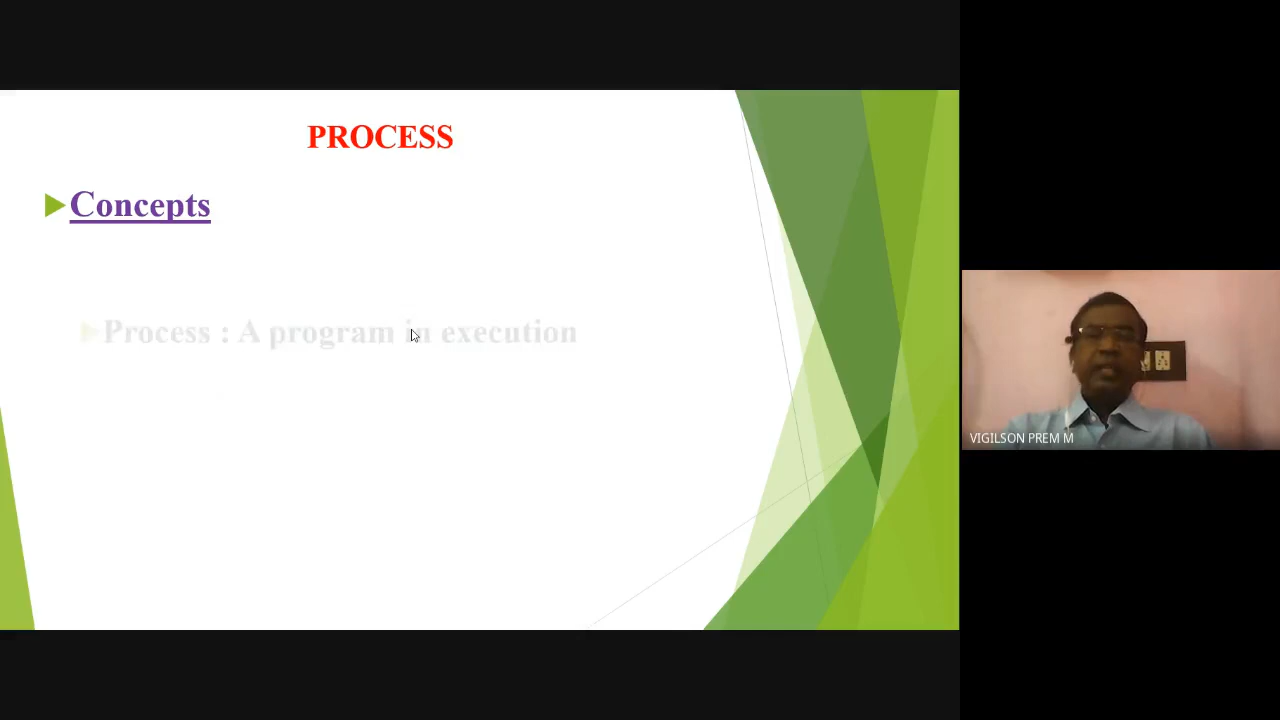 PROCESS
Concepts
Process : A program in execution
VIGILSON PREM M